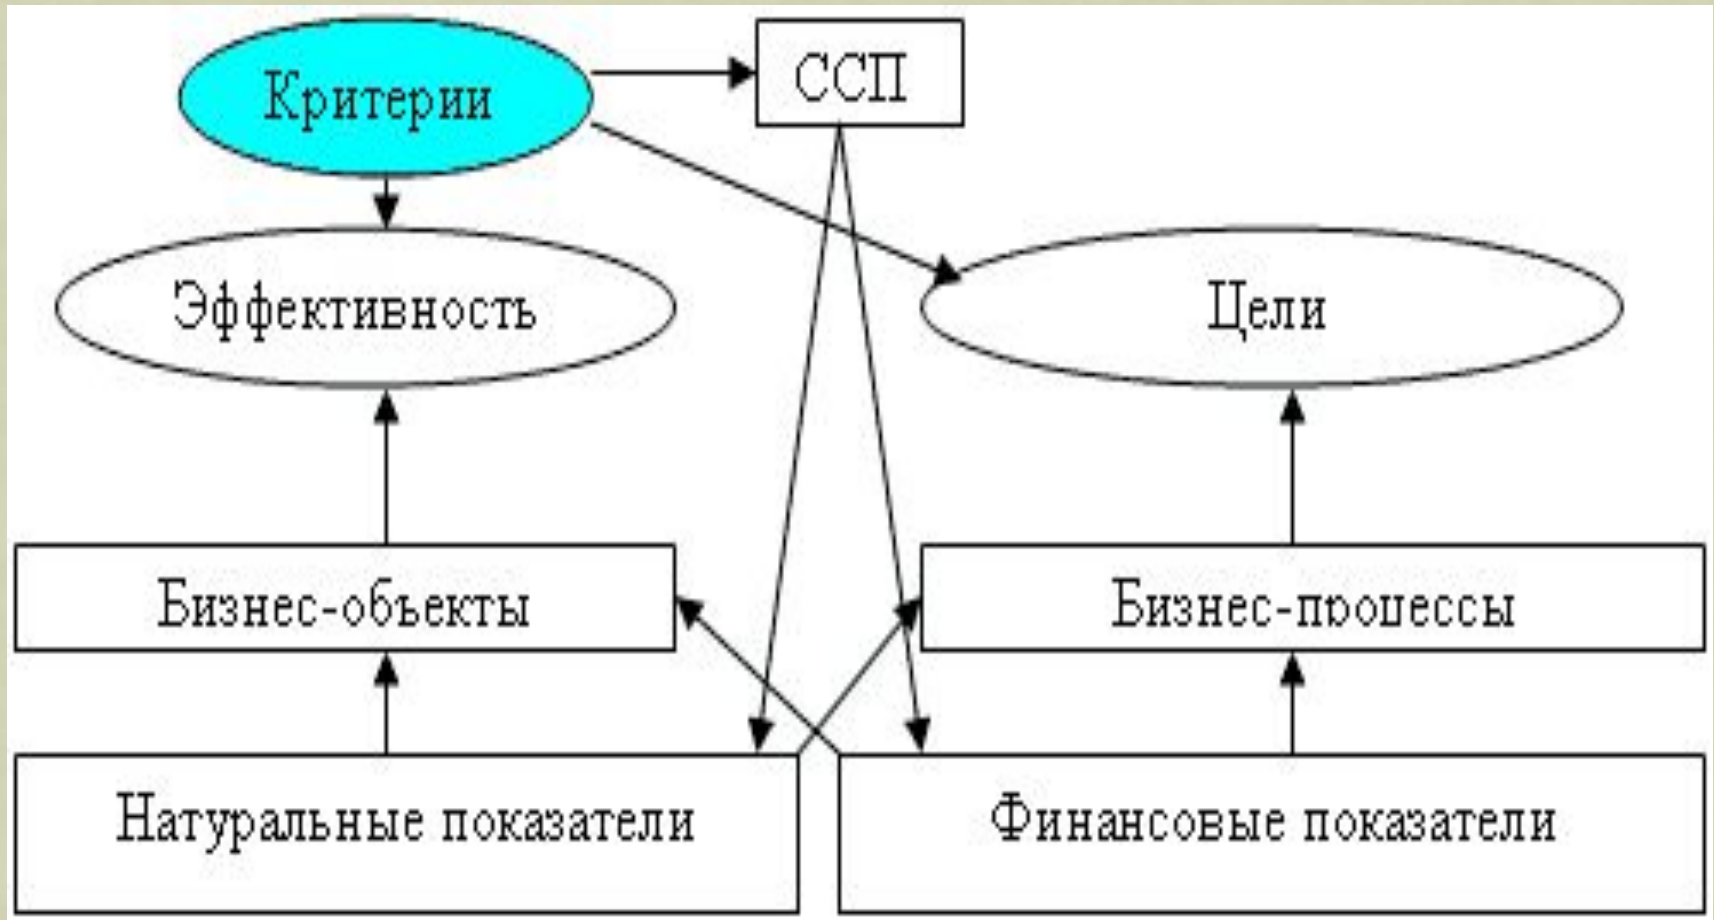 Критерии
ССП
Эффективность
Цели
Бизнес-объекты
Бизнес-процессы
Натуральные показатели
Финансовые показатели